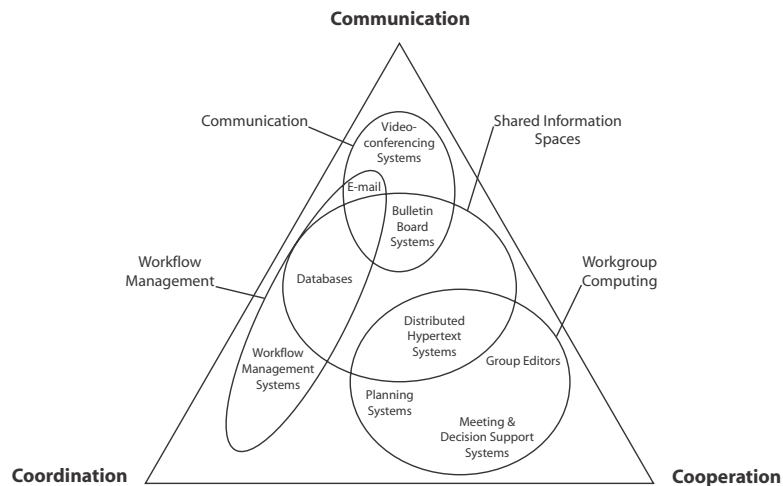 Communication
Communication
Shared Information
Spaces
Video-
conferencing
Systems
E-mail
Bulletin
Board
Systems
Workflow
Management
Workgroup
Computing
Databases
Distributed
Hypertext
Systems
Group Editors
Workflow
Management
Systems
Planning
Systems
Meeting &
Decision Support
Systems
Coordination
Cooperation